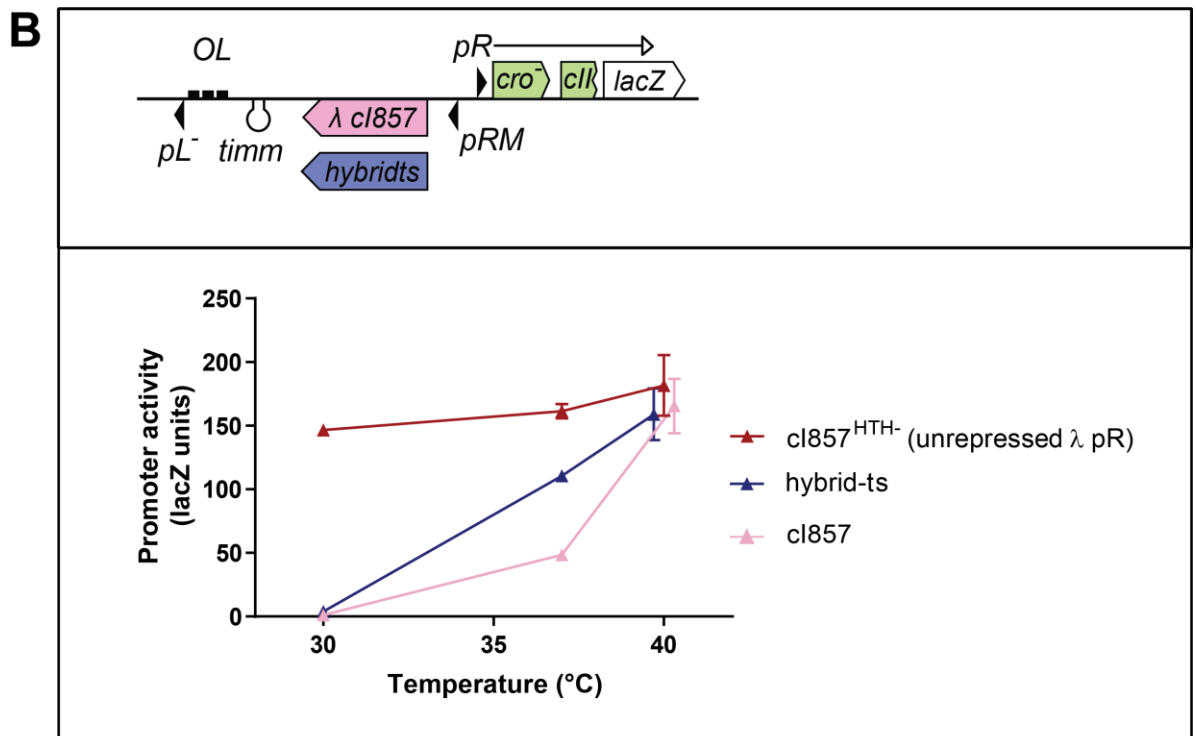 B
OL
pR
cro⁻
cII
lacZ
λ cI857
pL⁻
timm
pRM
hybridts
250
200
150
100
50
0
Promoter activity
(lacZ units)
30
35
40
Temperature (°C)
cI857HTH- (unrepressed λ pR)
hybrid-ts
cI857